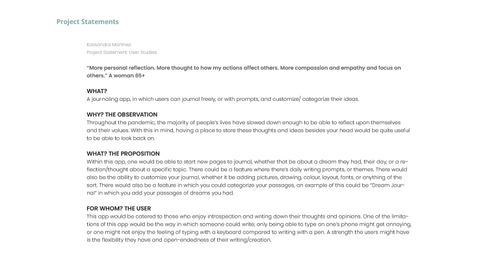 Project Statements
Kassandra Martinez
Project Statement: User Studies
"More personal reflection. More thought to how my actions affect others. More compassion and empathy and focus on
others." A woman 65+
WHAT?
A journaling app, in which users can journal freely, or with prompts, and customize/ categorize their ideas.
WHY? THE OBSERVATION
Throughout the pandemic, the majority of people's lives have slowed down enough to be able to reflect upon themselves
and their values. With this in mind, having a place to store these thoughts and ideas besides your head would be quite useful
to be able to look back on.
WHAT? THE PROPOSITION
Within this app, one would be able to start new pages to journal, whether that be about a dream they had, their day, or a re-
flection/thought about a specific topic. There could be a feature where there's daily writing prompts, or themes. There would
also be the ability to customize your journal, whether it be adding pictures, drawing, colour, layout, fonts, or anything of the
sort. There would also be a feature in which you could categorize your passages, an example of this could be "Dream Jour-
nal" in which you add your passages of dreams you had.
FOR WHOM? THE USER
This app would be catered to those who enjoy introspection and writing down their thoughts and opinions. One of the limita-
tions of this app would be the way in which someone could write; only being able to type on one's phone might get annoying,
or one might not enjoy the feeling of typing with a keyboard compared to writing with a pen. A strength the users might have
is the flexibility they have and open-endedness of their writing/creation.